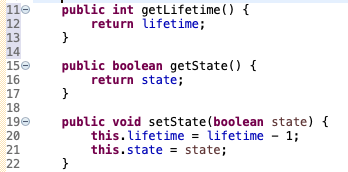 11 public int getLifetime() {
12 return lifetime;
13 }
14
15 public boolean getState() {
16 return state;
17 }
18
19 public void setState(boolean state) {
20 this.lifetime = lifetime - 1;
21 this.state = state;
22 }